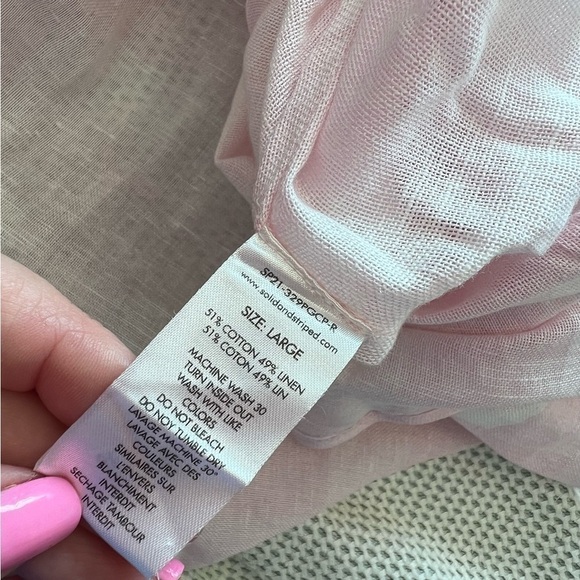 SP21-329PGCP-R
www.solidandstriped.com
SIZE: LARGE
51% COTTON 49% LINEN
51% COTON 49% LIN
MACHINE WASH 30
TURN INSIDE OUT
WASH WITH LIKE
COLORS
DO NOT BLEACH
DO NOT TUMBLE DRY
LAVAGE MACHINE 30°
LAVAGE AVEC DES
COULEURS
SIMILAIRES SUR
L'ENVERS
BLANCHIMENT
INTERDIT
SECHAGE TAMBOUR
INTERDIT